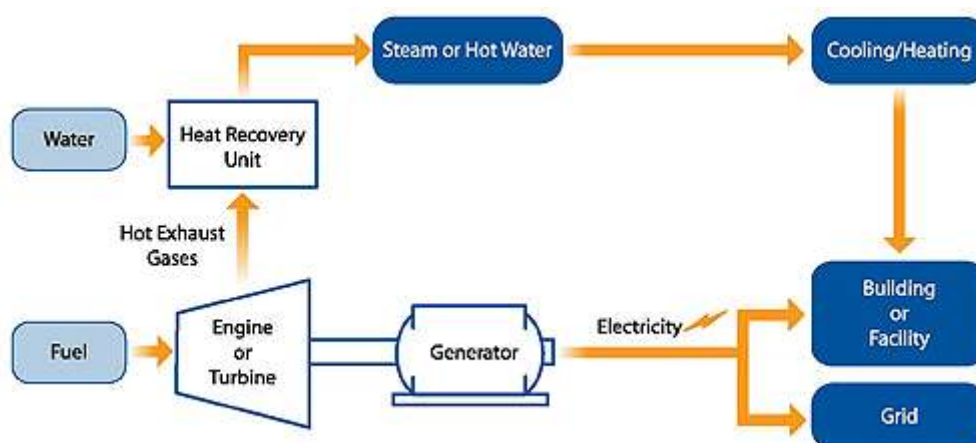 Steam or Hot Water
Cooling/Heating
Water
Heat Recovery
Unit
Hot Exhaust
Gases
Fuel
Engine
or
Turbine
Generator
Electricity
Building
or
Facility
Grid